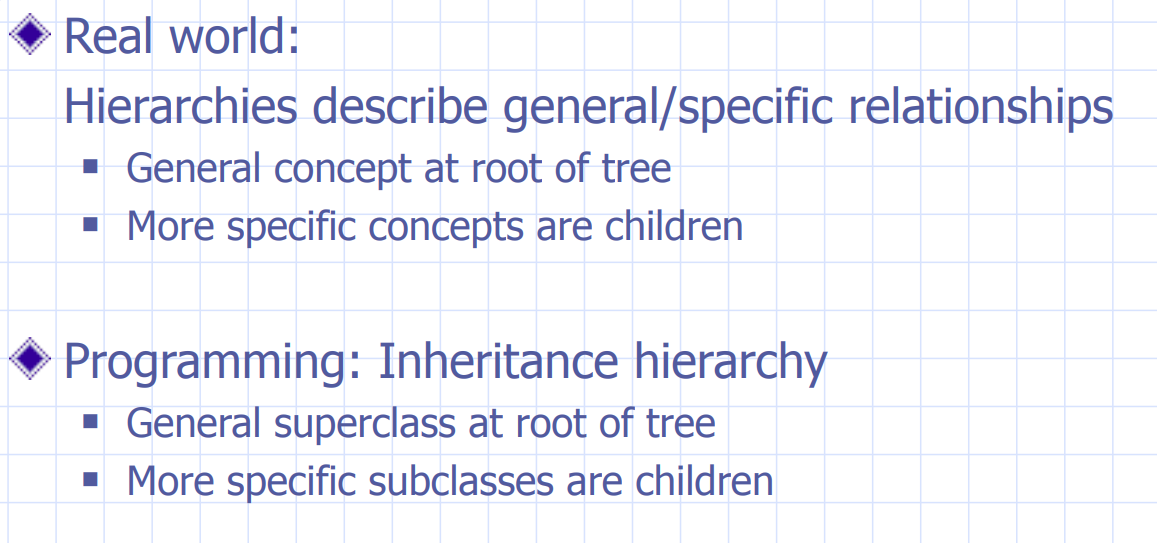 Real world:
Hierarchies describe general/specific relationships
General concept at root of tree
More specific concepts are children
Programming: Inheritance hierarchy
General superclass at root of tree
More specific subclasses are children